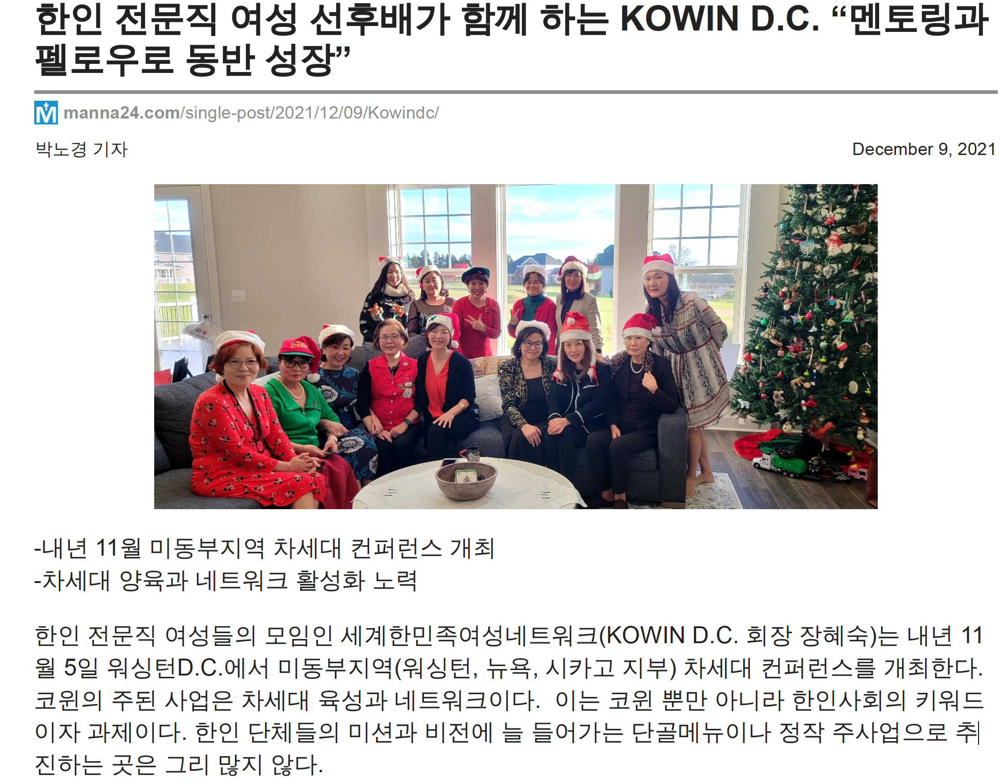 한인 전문직 여성 선후배가 함께 하는 KOWIN D.C. “멘토링과
펠로우로 동반 성장”
manna24.com/single-post/2021/12/09/Kowindc/
박노경 기자
December 9, 2021
-내년 11월 미동부지역 차세대 컨퍼런스 개최
-차세대 양육과 네트워크 활성화 노력
한인 전문직 여성들의 모임인 세계한민족여성네트워크(KOWIN D.C. 회장 장혜숙)는 내년 11
월 5일 워싱턴D.C.에서 미동부지역(워싱턴, 뉴욕, 시카고 지부) 차세대 컨퍼런스를 개최한다.
코윈의 주된 사업은 차세대 육성과 네트워크이다.  이는 코윈 뿐만 아니라 한인사회의 키워드
이자 과제이다. 한인 단체들의 미션과 비전에 늘 들어가는 단골메뉴이나 정작 주사업으로 추
진하는 곳은 그리 많지 않다.